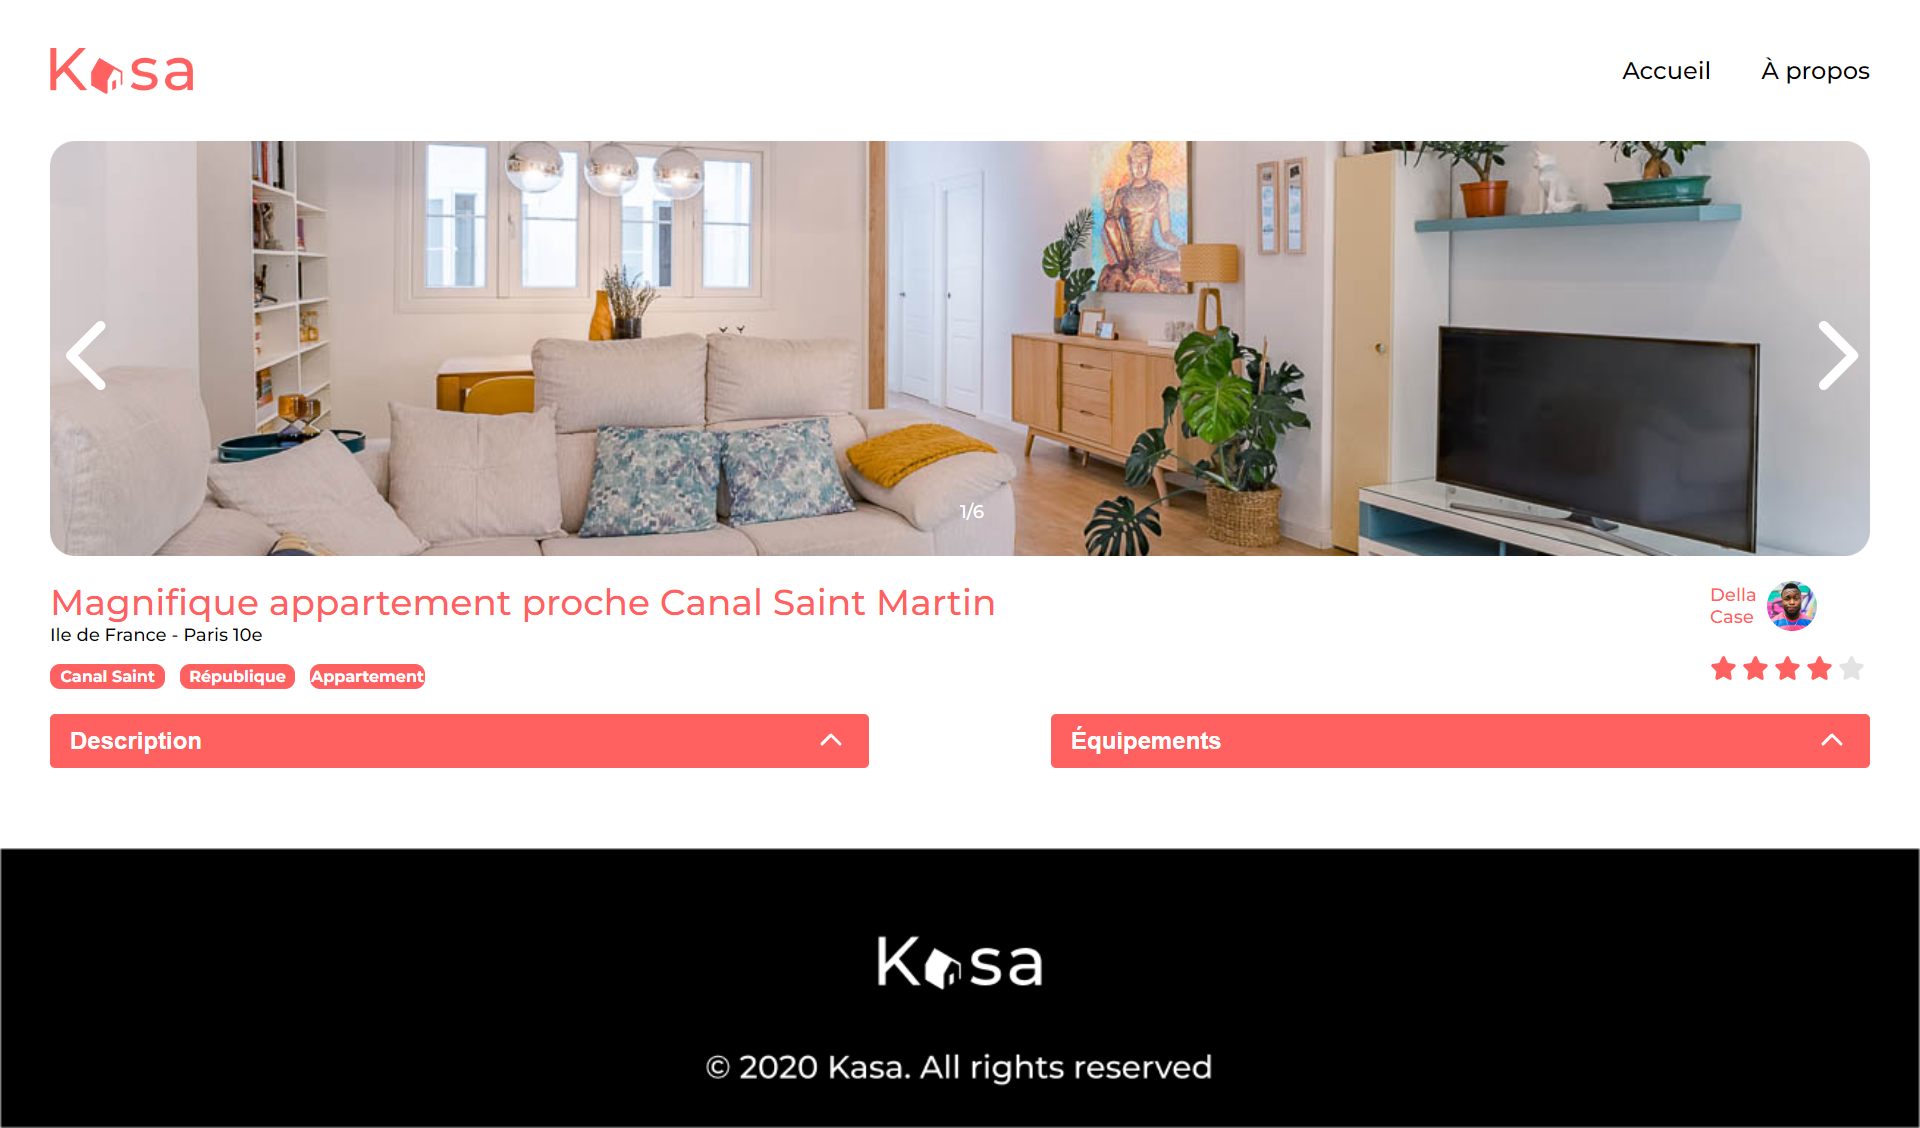 Kasa
Accueil À propos
1/6
Magnifique appartement proche Canal Saint Martin
Ile de France - Paris 10e
Della
Case
Canal Saint République Appartement
Description
Équipements
Kasa
© 2020 Kasa. All rights reserved